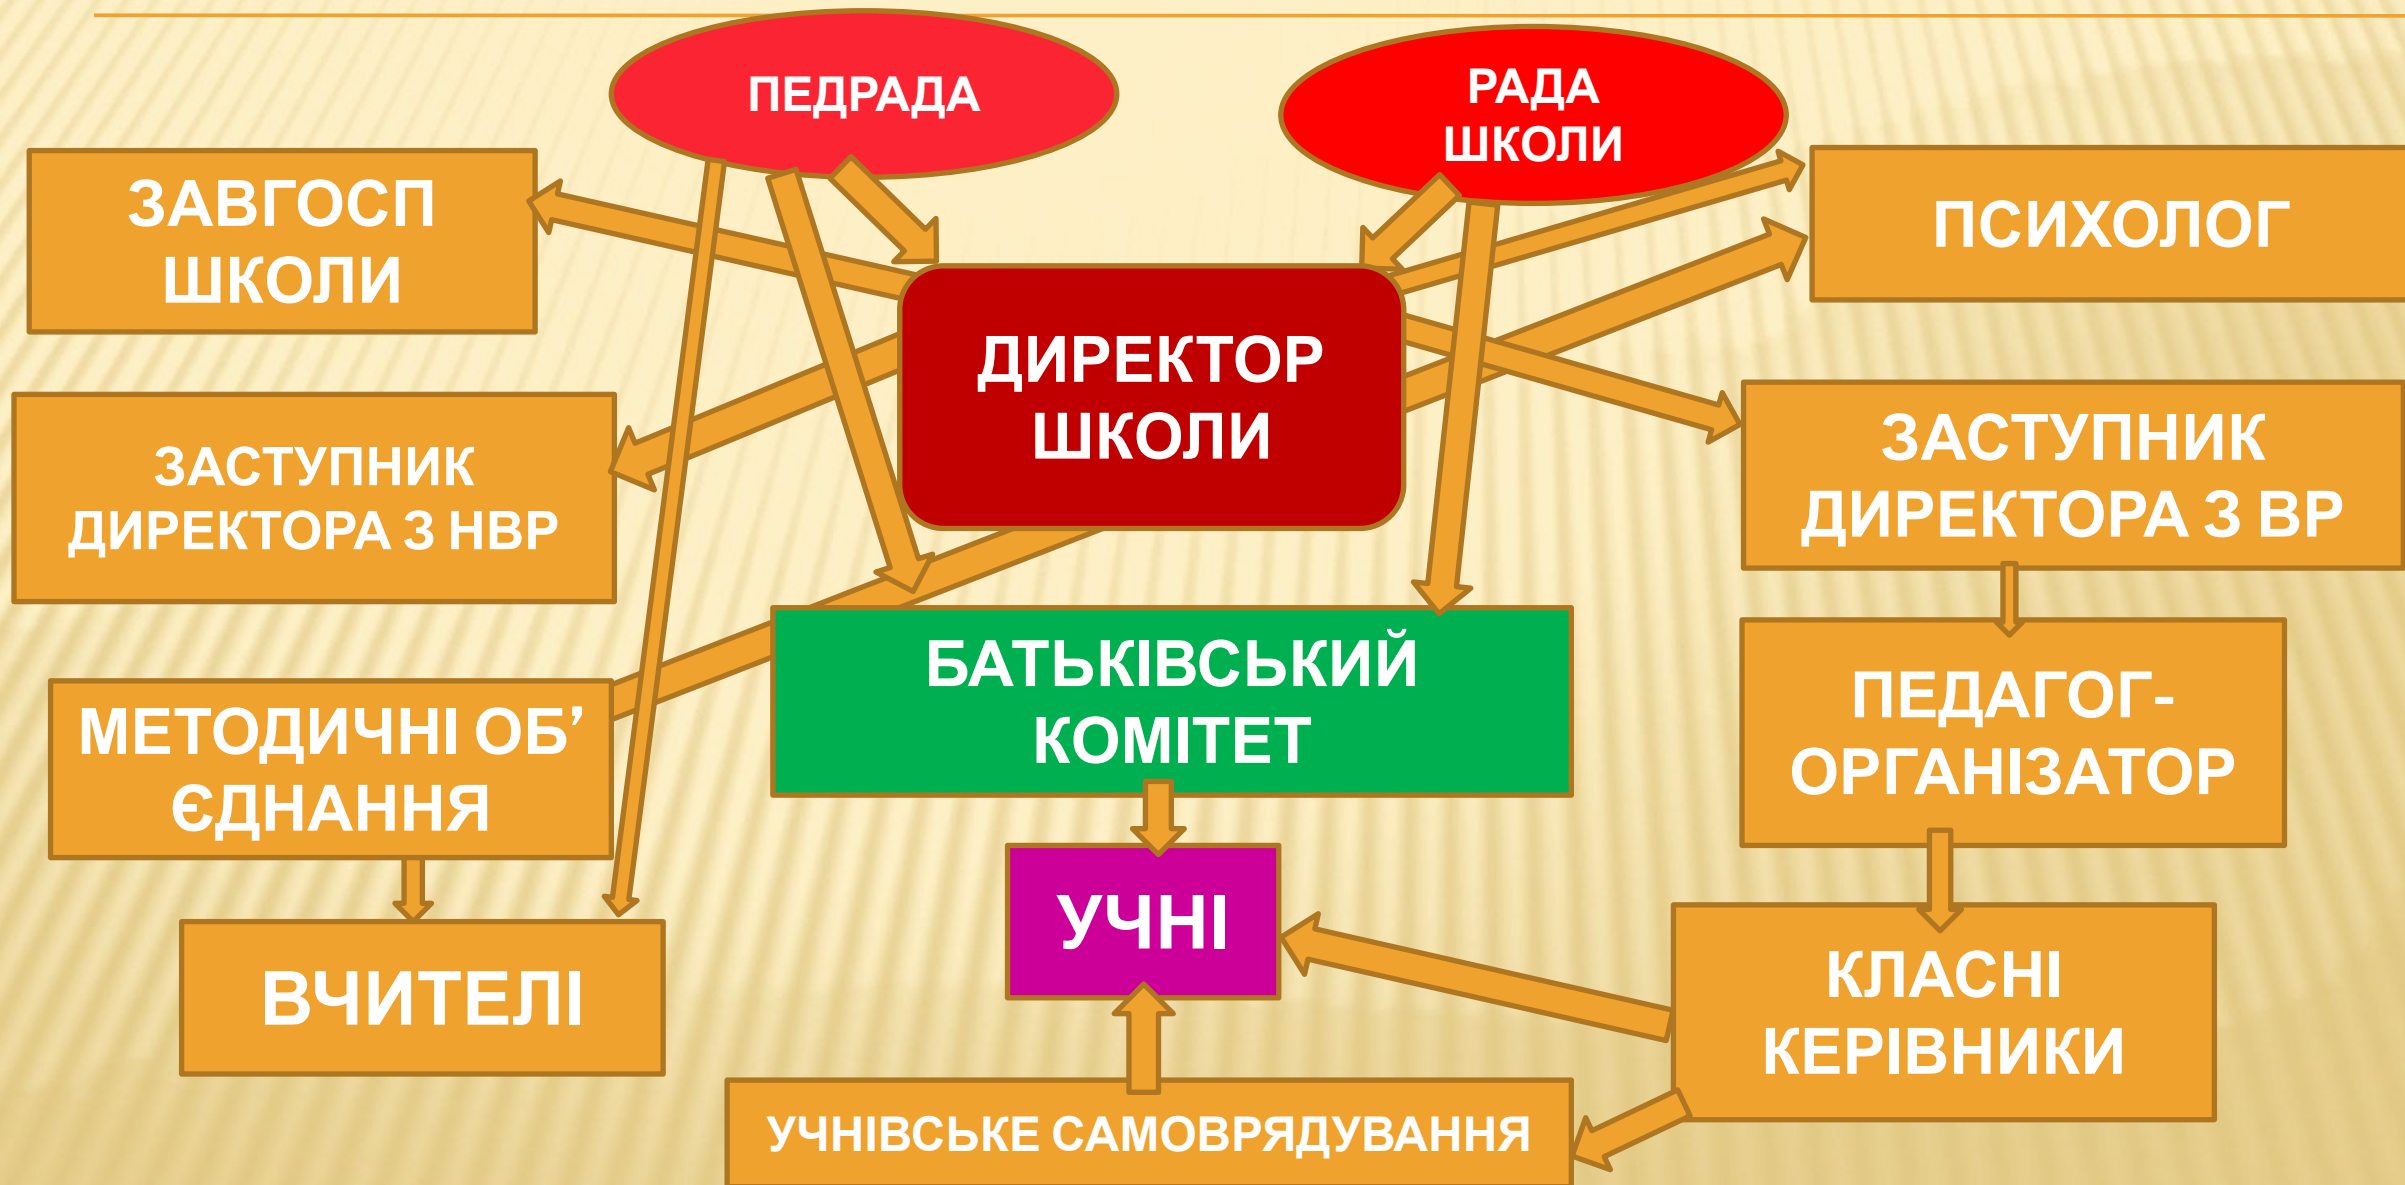 ПЕДРАДА
РАДА
ШКОЛИ
ЗАВГОСП
ШКОЛИ
ПСИХОЛОГ
ДИРЕКТОР
ШКОЛИ
ЗАСТУПНИК
ДИРЕКТОРА З НВР
ЗАСТУПНИК
ДИРЕКТОРА З ВР
БАТЬКІВСЬКИЙ
КОМІТЕТ
МЕТОДИЧНІ ОБ’
ЄДНАННЯ
ПЕДАГОГ-
ОРГАНІЗАТОР
УЧНІ
ВЧИТЕЛІ
КЛАСНІ
КЕРІВНИКИ
УЧНІВСЬКЕ САМОВРЯДУВАННЯ